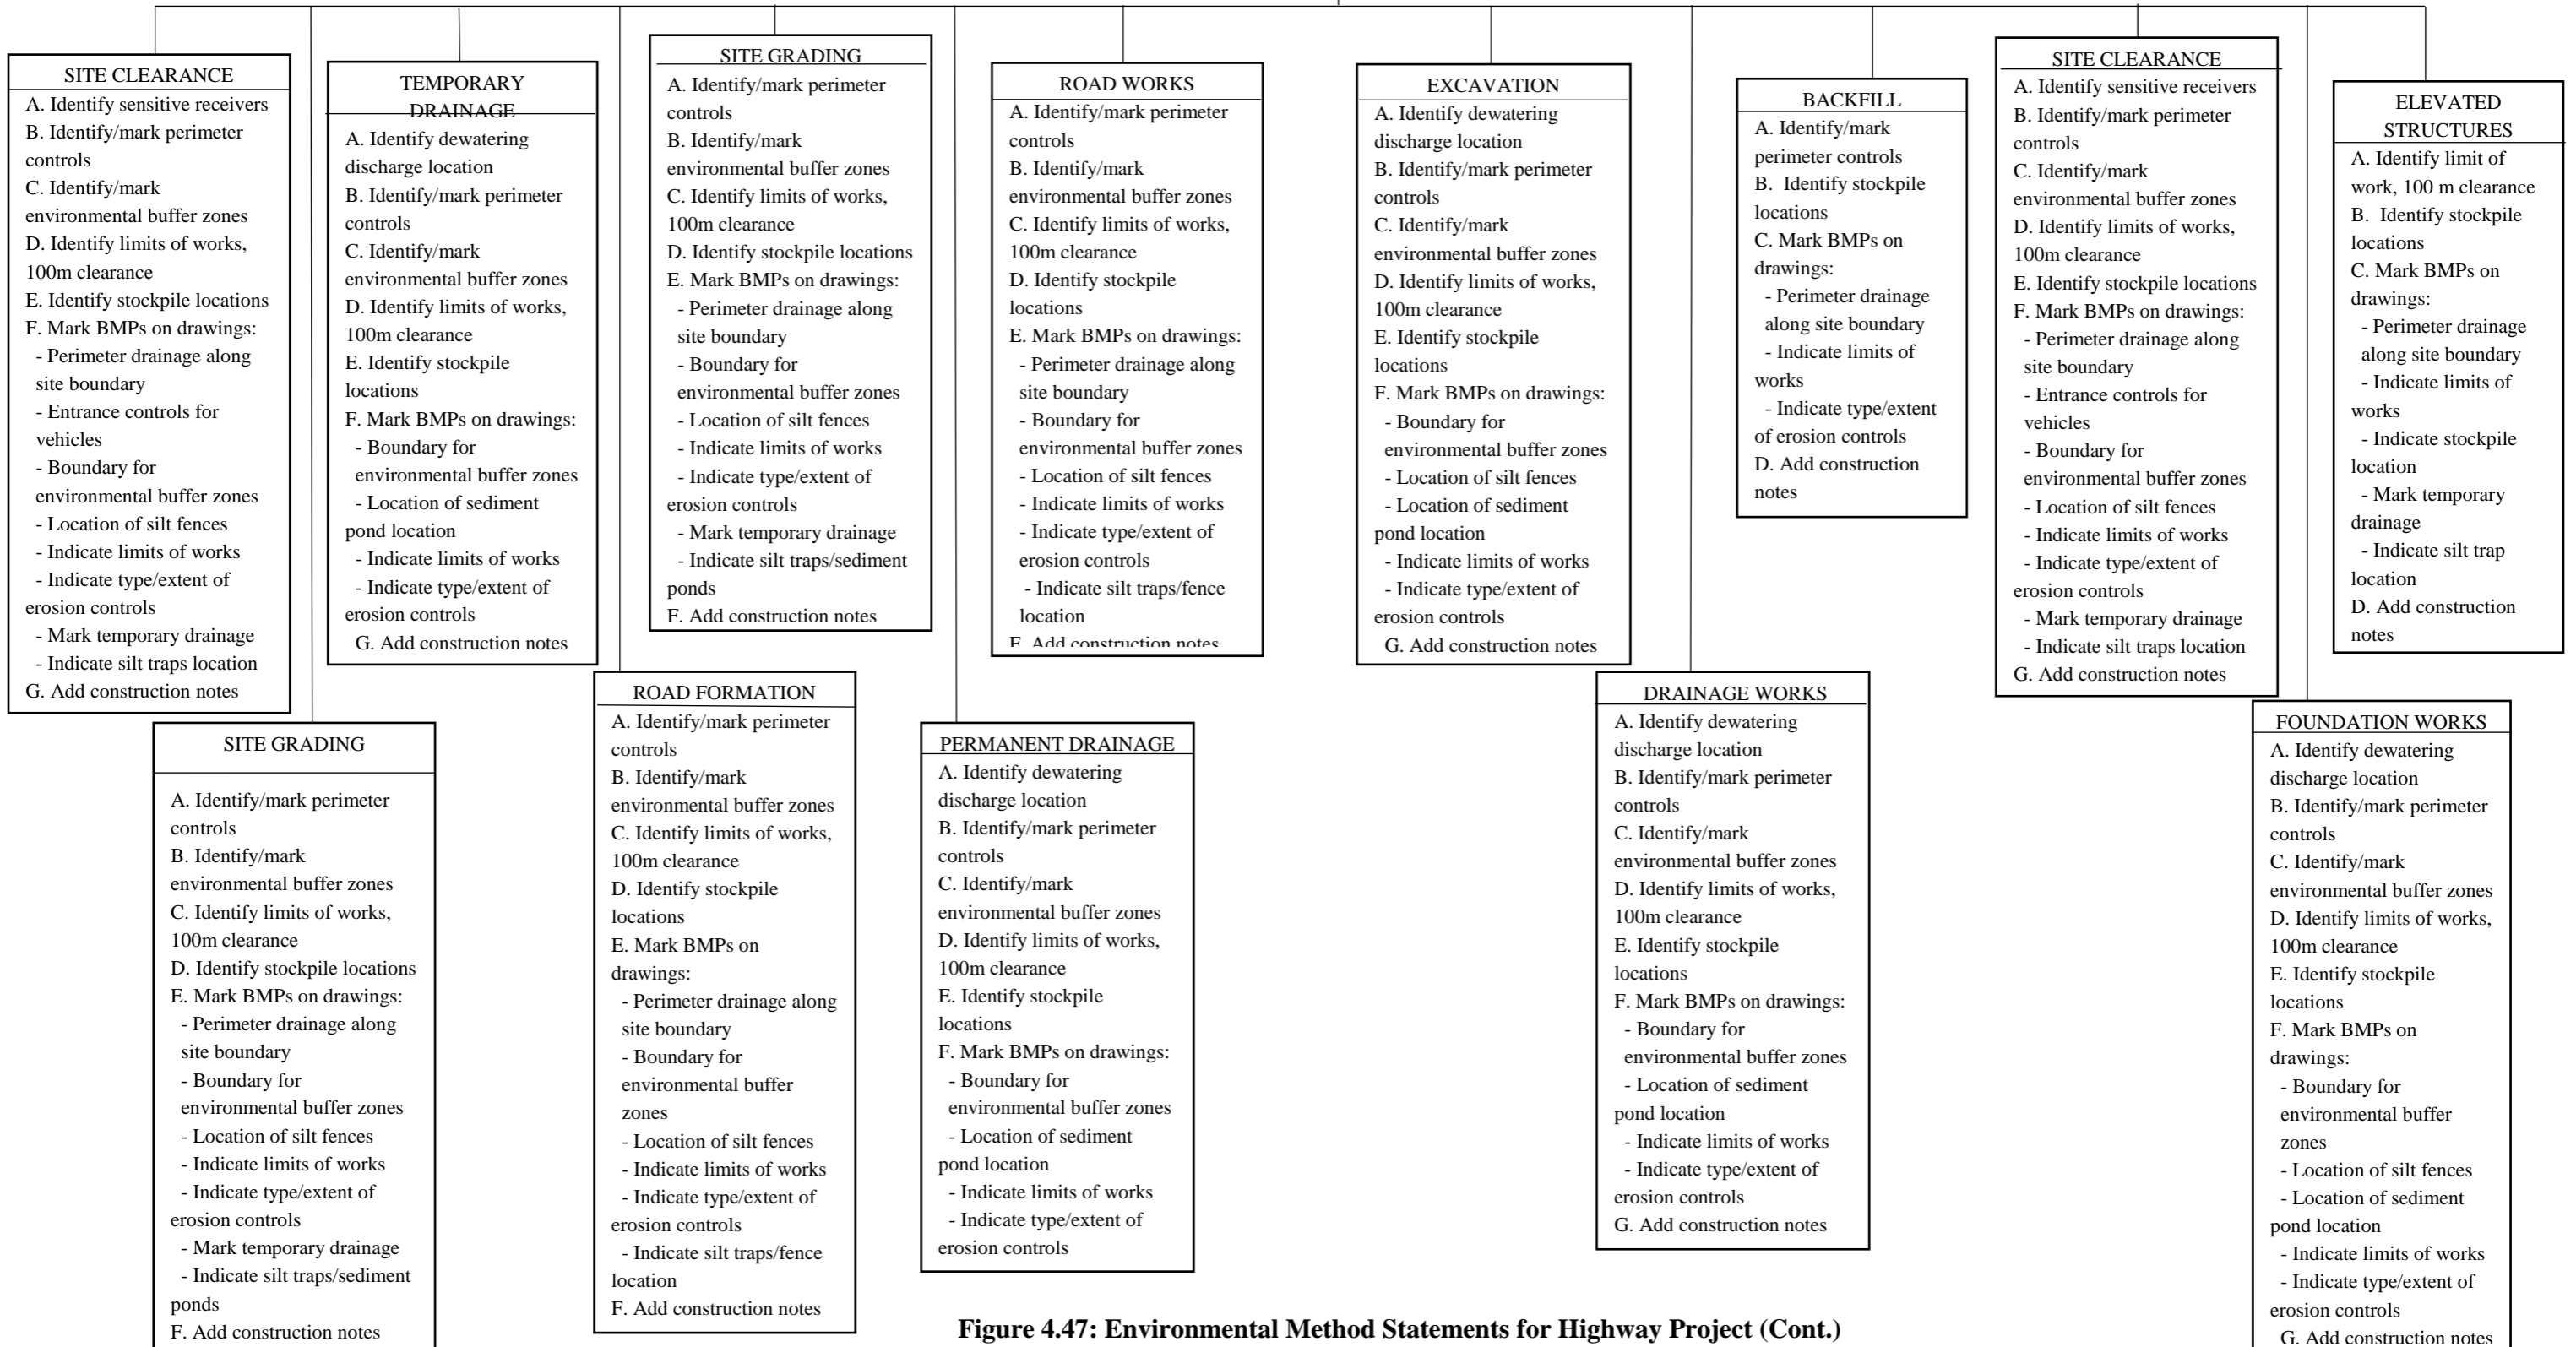 SITE CLEARANCE
A. Identify sensitive receivers
B. Identify/mark perimeter
controls
C. Identify/mark
environmental buffer zones
D. Identify limits of works,
100m clearance
E. Identify stockpile locations
F. Mark BMPs on drawings:
- Perimeter drainage along
site boundary
- Entrance controls for
vehicles
- Boundary for
environmental buffer zones
- Location of silt fences
- Indicate limits of works
- Indicate type/extent of
erosion controls
- Mark temporary drainage
- Indicate silt traps location
G. Add construction notes
TEMPORARY
DRAINAGE
A. Identify dewatering
discharge location
B. Identify/mark perimeter
controls
C. Identify/mark
environmental buffer zones
D. Identify limits of works,
100m clearance
E. Identify stockpile
locations
F. Mark BMPs on drawings:
- Boundary for
environmental buffer zones
- Location of sediment
pond location
- Indicate limits of works
- Indicate type/extent of
erosion controls
G. Add construction notes
SITE GRADING
A. Identify/mark perimeter
controls
B. Identify/mark
environmental buffer zones
C. Identify limits of works,
100m clearance
D. Identify stockpile locations
E. Mark BMPs on drawings:
- Perimeter drainage along
site boundary
- Boundary for
environmental buffer zones
- Location of silt fences
- Indicate limits of works
- Indicate type/extent of
erosion controls
- Mark temporary drainage
- Indicate silt traps/sediment
ponds
F. Add construction notes
ROAD WORKS
A. Identify/mark perimeter
controls
B. Identify/mark
environmental buffer zones
C. Identify limits of works,
100m clearance
D. Identify stockpile
locations
E. Mark BMPs on drawings:
- Perimeter drainage along
site boundary
- Boundary for
environmental buffer zones
- Location of silt fences
- Indicate limits of works
- Indicate type/extent of
erosion controls
- Indicate silt traps/fence
location
F. Add construction notes
EXCAVATION
A. Identify dewatering
discharge location
B. Identify/mark perimeter
controls
C. Identify/mark
environmental buffer zones
D. Identify limits of works,
100m clearance
E. Identify stockpile
locations
F. Mark BMPs on drawings:
- Boundary for
environmental buffer zones
- Location of silt fences
- Location of sediment
pond location
- Indicate limits of works
- Indicate type/extent of
erosion controls
G. Add construction notes
BACKFILL
A. Identify/mark
perimeter controls
B. Identify stockpile
locations
C. Mark BMPs on
drawings:
- Perimeter drainage
along site boundary
- Indicate limits of
works
- Indicate type/extent
of erosion controls
D. Add construction
notes
SITE CLEARANCE
A. Identify sensitive receivers
B. Identify/mark perimeter
controls
C. Identify/mark
environmental buffer zones
D. Identify limits of works,
100m clearance
E. Identify stockpile locations
F. Mark BMPs on drawings:
- Perimeter drainage along
site boundary
- Entrance controls for
vehicles
- Boundary for
environmental buffer zones
- Location of silt fences
- Indicate limits of works
- Indicate type/extent of
erosion controls
- Mark temporary drainage
- Indicate silt traps location
G. Add construction notes
ELEVATED
STRUCTURES
A. Identify limit of
work, 100 m clearance
B. Identify stockpile
locations
C. Mark BMPs on
drawings:
- Perimeter drainage
along site boundary
- Indicate limits of
works
- Indicate stockpile
location
- Mark temporary
drainage
- Indicate silt trap
location
D. Add construction
notes
SITE GRADING
A. Identify/mark perimeter
controls
B. Identify/mark
environmental buffer zones
C. Identify limits of works,
100m clearance
D. Identify stockpile locations
E. Mark BMPs on drawings:
- Perimeter drainage along
site boundary
- Boundary for
environmental buffer zones
- Location of silt fences
- Indicate limits of works
- Indicate type/extent of
erosion controls
- Mark temporary drainage
- Indicate silt traps/sediment
ponds
F. Add construction notes
ROAD FORMATION
A. Identify/mark perimeter
controls
B. Identify/mark
environmental buffer zones
C. Identify limits of works,
100m clearance
D. Identify stockpile
locations
E. Mark BMPs on
drawings:
- Perimeter drainage along
site boundary
- Boundary for
environmental buffer
zones
- Location of silt fences
- Indicate limits of works
- Indicate type/extent of
erosion controls
- Indicate silt traps/fence
location
F. Add construction notes
PERMANENT DRAINAGE
A. Identify dewatering
discharge location
B. Identify/mark perimeter
controls
C. Identify/mark
environmental buffer zones
D. Identify limits of works,
100m clearance
E. Identify stockpile
locations
F. Mark BMPs on drawings:
- Boundary for
environmental buffer zones
- Location of sediment
pond location
- Indicate limits of works
- Indicate type/extent of
erosion controls
DRAINAGE WORKS
A. Identify dewatering
discharge location
B. Identify/mark perimeter
controls
C. Identify/mark
environmental buffer zones
D. Identify limits of works,
100m clearance
E. Identify stockpile
locations
F. Mark BMPs on drawings:
- Boundary for
environmental buffer zones
- Location of sediment
pond location
- Indicate limits of works
- Indicate type/extent of
erosion controls
G. Add construction notes
FOUNDATION WORKS
A. Identify dewatering
discharge location
B. Identify/mark perimeter
controls
C. Identify/mark
environmental buffer zones
D. Identify limits of works,
100m clearance
E. Identify stockpile
locations
F. Mark BMPs on
drawings:
- Boundary for
environmental buffer
zones
- Location of silt fences
- Location of sediment
pond location
- Indicate limits of works
- Indicate type/extent of
erosion controls
G. Add construction notes
Figure 4.47: Environmental Method Statements for Highway Project (Cont.)